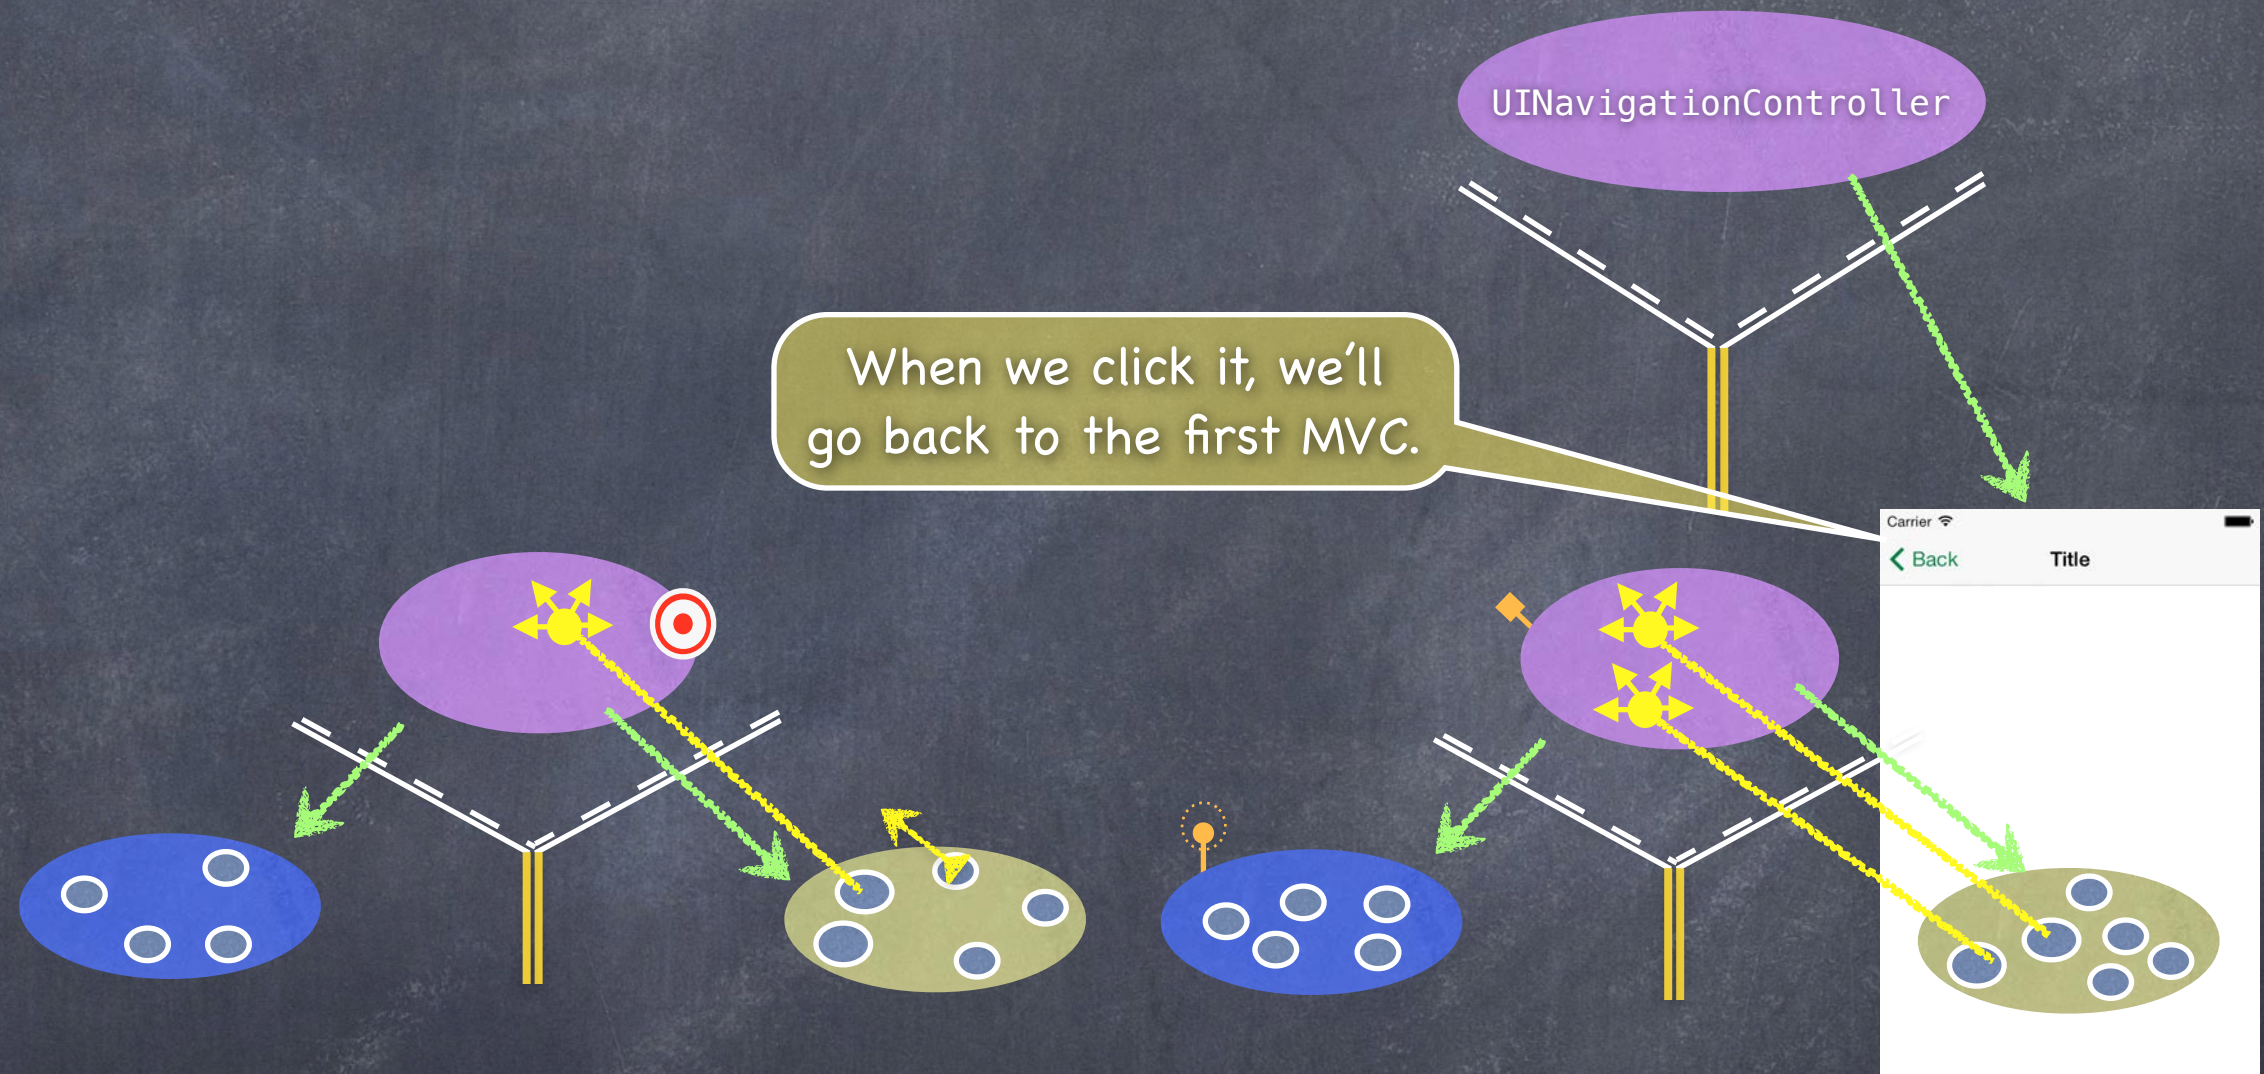 UINavigationController
When we click it, we'll
go back to the first MVC.
Carrier
Back
Title